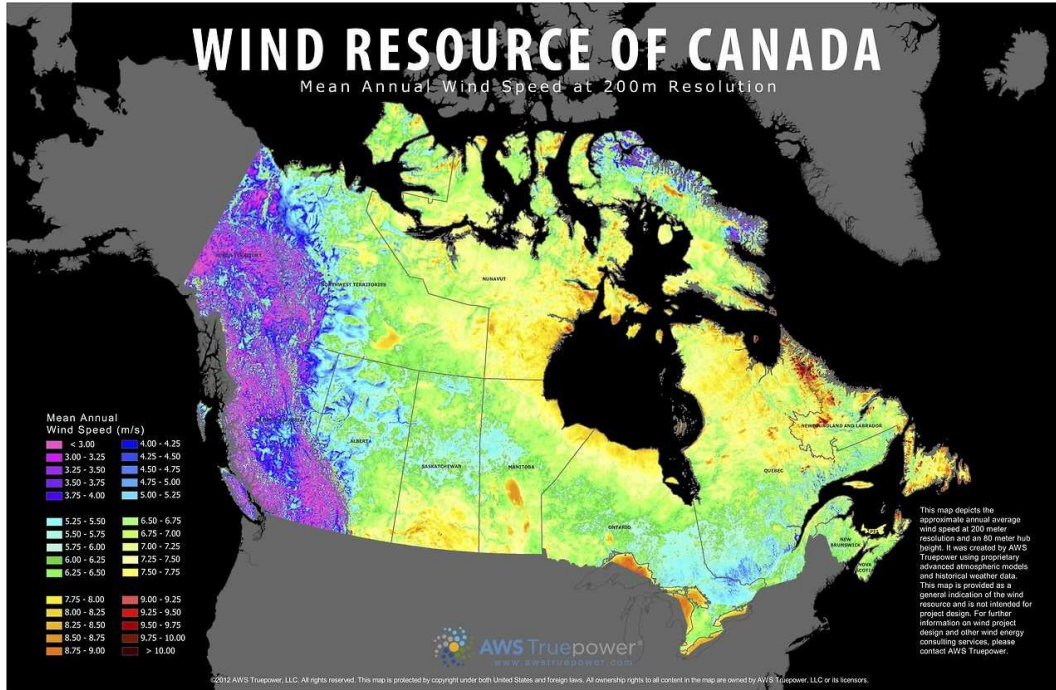 WIND RESOURCE OF CANADA
Mean Annual Wind Speed at 200m Resolution
NUNAVUT
NORTHWEST TERRITORIES
ALBERTA
SASKATCHEWAN
MANITOBA
ONTARIO
QUEBEC
NEWFOUNDLAND AND LABRADOR
NEW
BRUNSWICK
NOVA
SCOTIA
Mean Annual
Wind Speed (m/s)
< 3.00
3.00 - 3.25
3.25 - 3.50
3.50 - 3.75
3.75 - 4.00
4.00 - 4.25
4.25 - 4.50
4.50 - 4.75
4.75 - 5.00
5.00 - 5.25
5.25 - 5.50
5.50 - 5.75
5.75 - 6.00
6.00 - 6.25
6.25 - 6.50
6.50 - 6.75
6.75 - 7.00
7.00 - 7.25
7.25 - 7.50
7.50 - 7.75
7.75 - 8.00
8.00 - 8.25
8.25 - 8.50
8.50 - 8.75
8.75 - 9.00
9.00 - 9.25
9.25 - 9.50
9.50 - 9.75
9.75 - 10.00
> 10.00
This map depicts the
approximate annual average
wind speed at 200 meter
resolution and an 80 meter hub
height. It was created by AWS
Truepower using proprietary
advanced atmospheric models
and historical weather data.
This map is provided as a
general indication of the wind
resource and is not intended for
project design. For further
information on wind project
design and other wind energy
consulting services, please
contact AWS Truepower.
AWS Truepower
www.awstruepower.com
©2012 AWS Truepower, LLC. All rights reserved. This map is protected by copyright under both United States and foreign laws. All ownership rights to all content in the map are owned by AWS Truepower, LLC or its licensors.